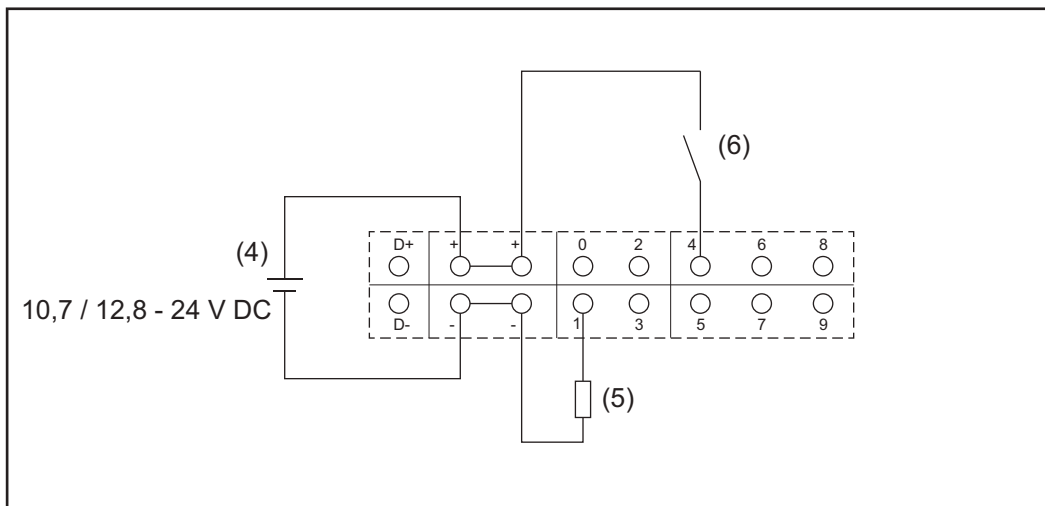 (6)
(4)
10,7 / 12,8 - 24 V DC
D+ + + 0 2 4 6 8
D- - - 1 3 5 7 9
(5)